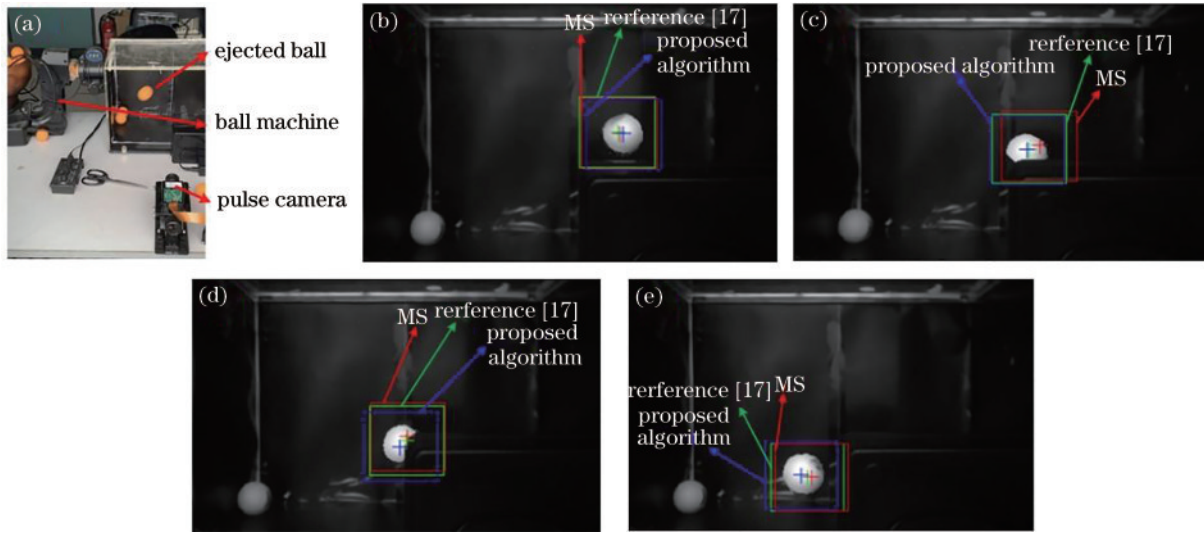 (a)
ejected ball
ball machine
pulse camera
(b)
MS
rerference [17]
proposed
algorithm
(c)
rerference [17]
proposed algorithm
MS
(d)
MS
rerference [17]
proposed
algorithm
(e)
rerference [17]
MS
proposed
algorithm